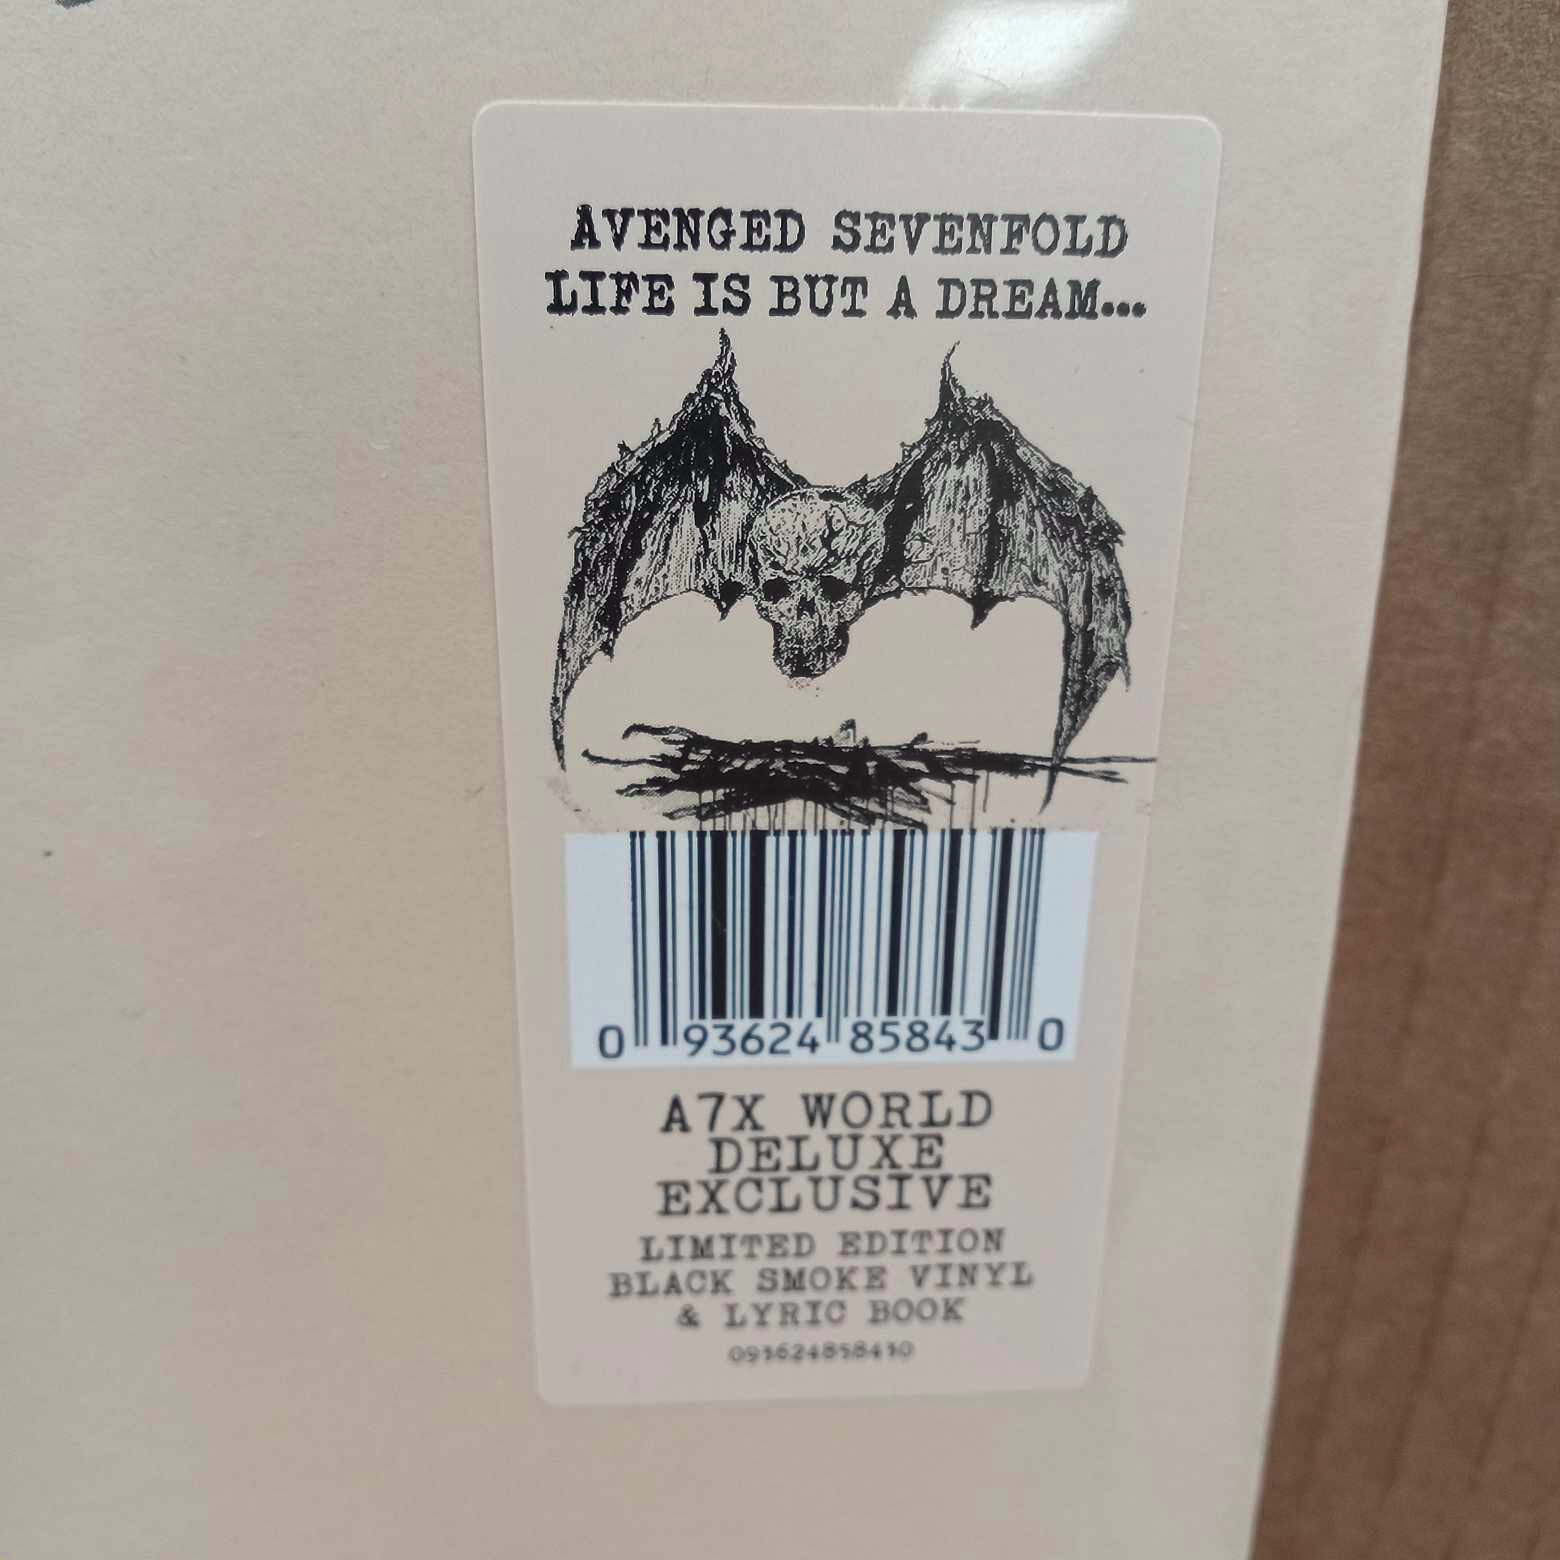 AVENGED SEVENFOLD
LIFE IS BUT A DREAM...
0 93624 85843 0
A7X WORLD
DELUXE
EXCLUSIVE
LIMITED EDITION
BLACK SMOKE VINYL
& LYRIC BOOK
093624858430